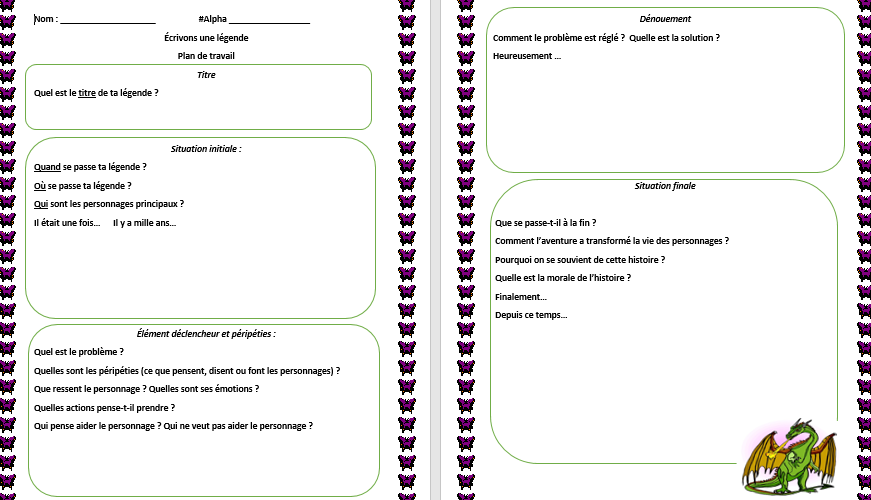 Nom : ____________________ #Alpha _________________
Écrivons une légende
Plan de travail
Titre
Quel est le titre de ta légende ?
Situation initiale :
Quand se passe ta légende ?
Où se passe ta légende ?
Qui sont les personnages principaux ?
Il était une fois... Il y a mille ans...
Élément déclencheur et péripéties :
Quel est le problème ?
Quelles sont les péripéties (ce que pensent, disent ou font les personnages) ?
Que ressent le personnage ? Quelles sont ses émotions ?
Quelles actions pense-t-il prendre ?
Qui pense aider le personnage ? Qui ne veut pas aider le personnage ?
Dénouement
Comment le problème est réglé ? Quelle est la solution ?
Heureusement ...
Situation finale
Que se passe-t-il à la fin ?
Comment l'aventure a transformé la vie des personnages ?
Pourquoi on se souvient de cette histoire ?
Quelle est la morale de l'histoire ?
Finalement...
Depuis ce temps...